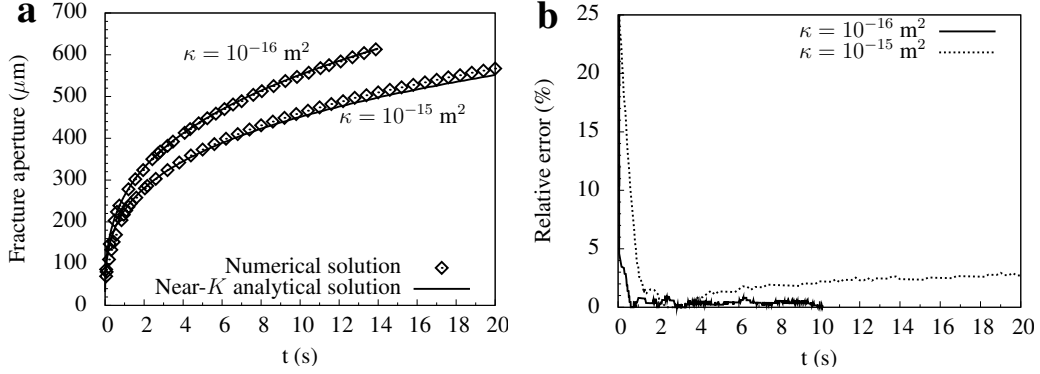 a
700
600
500
400
300
200
100
0
Fracture aperture (μm)
κ = 10⁻¹⁶ m²
κ = 10⁻¹⁵ m²
Numerical solution
Near-K analytical solution
0 2 4 6 8 10 12 14 16 18 20
t (s)
b
25
20
15
10
5
0
Relative error (%)
κ = 10⁻¹⁶ m²
κ = 10⁻¹⁵ m²
0 2 4 6 8 10 12 14 16 18 20
t (s)